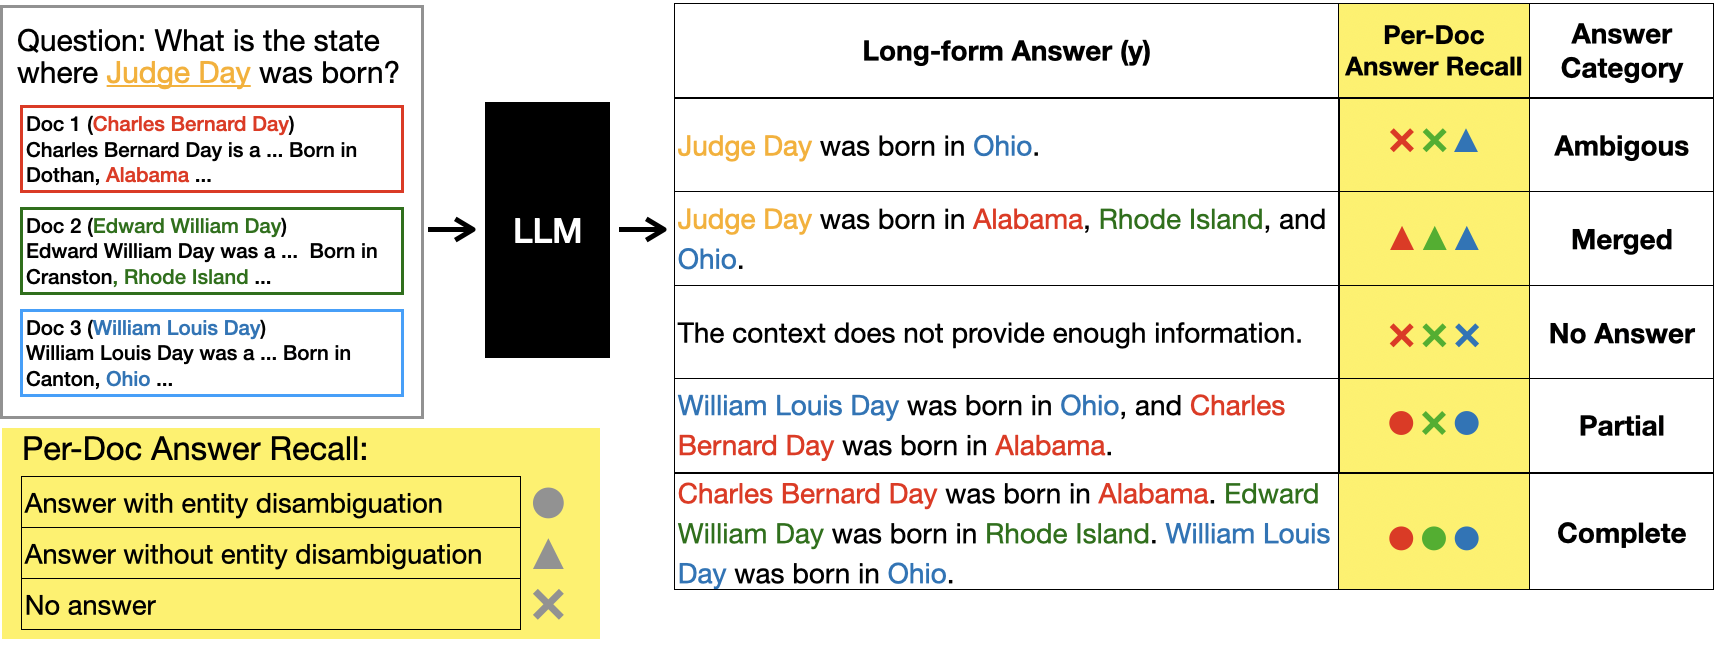 Question: What is the state
where Judge Day was born?
Doc 1 (Charles Bernard Day)
Charles Bernard Day is a ... Born in
Dothan, Alabama ...
Doc 2 (Edward William Day)
Edward William Day was a ... Born in
Cranston, Rhode Island ...
Doc 3 (William Louis Day)
William Louis Day was a ... Born in
Canton, Ohio ...
LLM
Per-Doc Answer Recall:
Answer with entity disambiguation
Answer without entity disambiguation
No answer
Long-form Answer (y)
Per-Doc
Answer Recall
Answer
Category
Judge Day was born in Ohio.
Ambigous
Judge Day was born in Alabama, Rhode Island, and
Ohio.
Merged
The context does not provide enough information.
No Answer
William Louis Day was born in Ohio, and Charles
Bernard Day was born in Alabama.
Partial
Charles Bernard Day was born in Alabama. Edward
William Day was born in Rhode Island. William Louis
Day was born in Ohio.
Complete